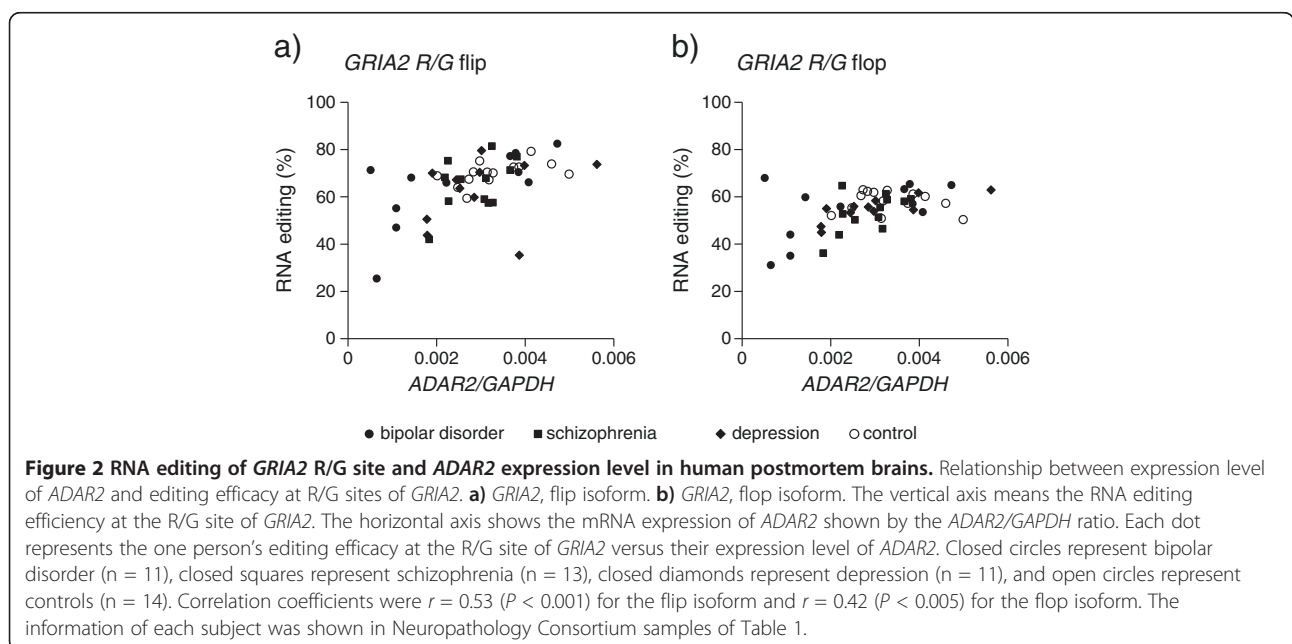 a)
GRIA2 R/G flip
RNA editing (%)
100
80
60
40
20
0
0 0.002 0.004 0.006
ADAR2/GAPDH
b)
GRIA2 R/G flop
RNA editing (%)
100
80
60
40
20
0
0 0.002 0.004 0.006
ADAR2/GAPDH
bipolar disorder schizophrenia depression control
Figure 2 RNA editing of GRIA2 R/G site and ADAR2 expression level in human postmortem brains. Relationship between expression level
of ADAR2 and editing efficacy at R/G sites of GRIA2. a) GRIA2, flip isoform. b) GRIA2, flop isoform. The vertical axis means the RNA editing
efficiency at the R/G site of GRIA2. The horizontal axis shows the mRNA expression of ADAR2 shown by the ADAR2/GAPDH ratio. Each dot
represents the one person's editing efficacy at the R/G site of GRIA2 versus their expression level of ADAR2. Closed circles represent bipolar
disorder (n = 11), closed squares represent schizophrenia (n = 13), closed diamonds represent depression (n = 11), and open circles represent
controls (n = 14). Correlation coefficients were r = 0.53 (P < 0.001) for the flip isoform and r = 0.42 (P < 0.005) for the flop isoform. The
information of each subject was shown in Neuropathology Consortium samples of Table 1.